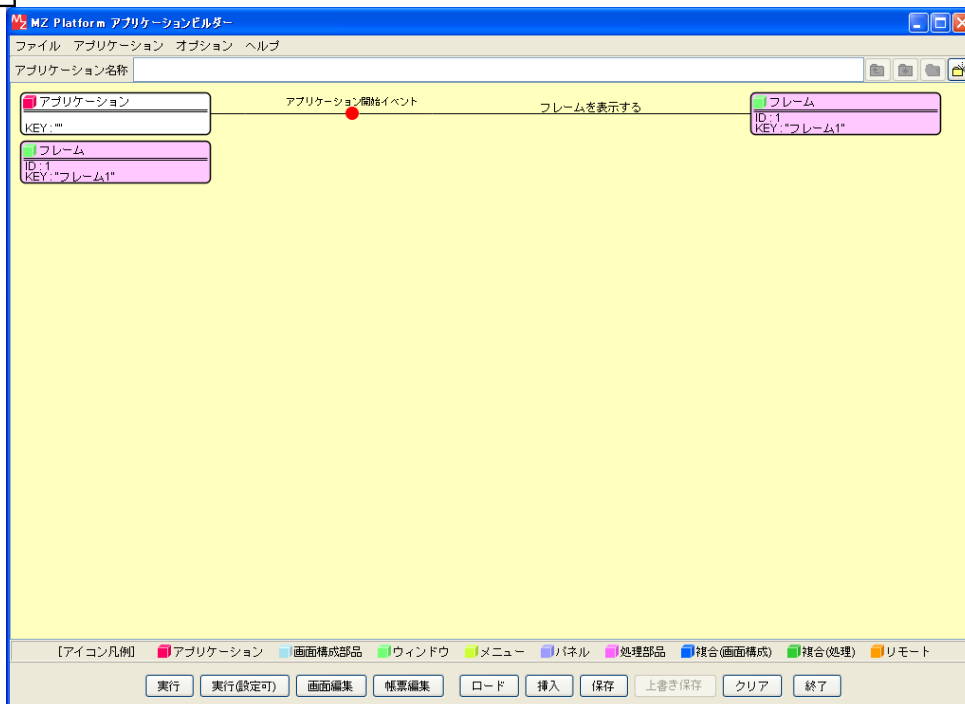 MZ Platform アプリケーションビルダー
ファイル アプリケーション オプション ヘルプ
アプリケーション名称
アプリケーション
KEY:""
アプリケーション開始イベント
フレームを表示する
フレーム
ID:1
KEY:"フレーム1"
フレーム
ID:1
KEY:"フレーム1"
[アイコン凡例] アプリケーション 画面構成部品 ウィンドウ メニュー パネル 処理部品 複合(画面構成) 複合(処理) リモート
実行 実行(設定可) 画面編集 帳票編集 ロード 挿入 保存 上書き保存 クリア 終了